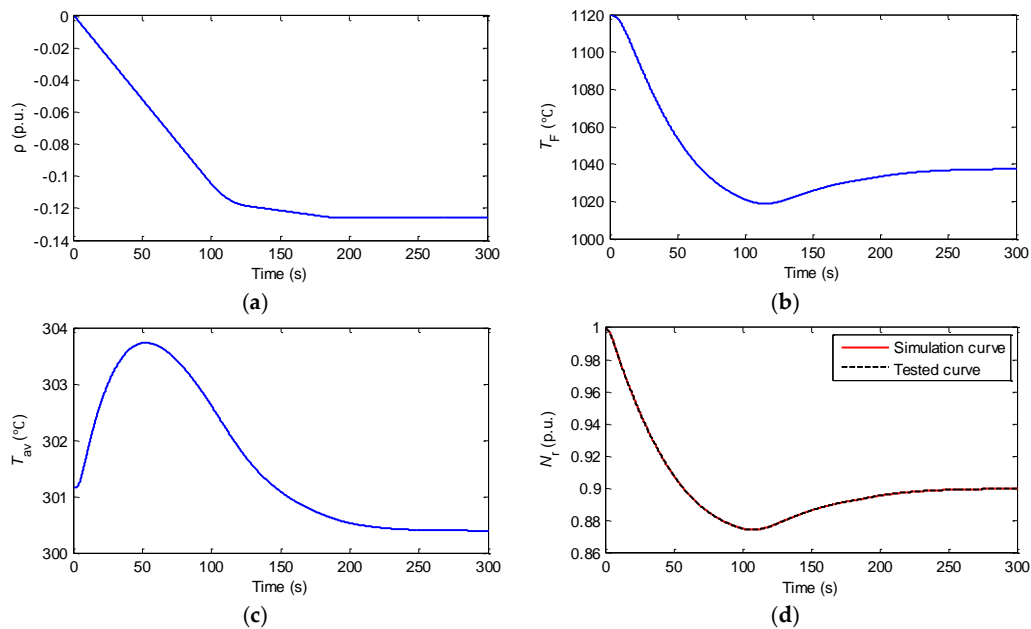 0
-0.02
-0.04
-0.06
-0.08
-0.1
-0.12
-0.14
ρ (p.u.)
0 50 100 150 200 250 300
Time (s)
(a)
1120
1100
1080
1060
1040
1020
1000
T_F (℃)
0 50 100 150 200 250 300
Time (s)
(b)
304
303
302
301
300
T_av (℃)
0 50 100 150 200 250 300
Time (s)
(c)
1
0.98
0.96
0.94
0.92
0.9
0.88
0.86
N_r (p.u.)
Simulation curve
Tested curve
0 50 100 150 200 250 300
Time (s)
(d)